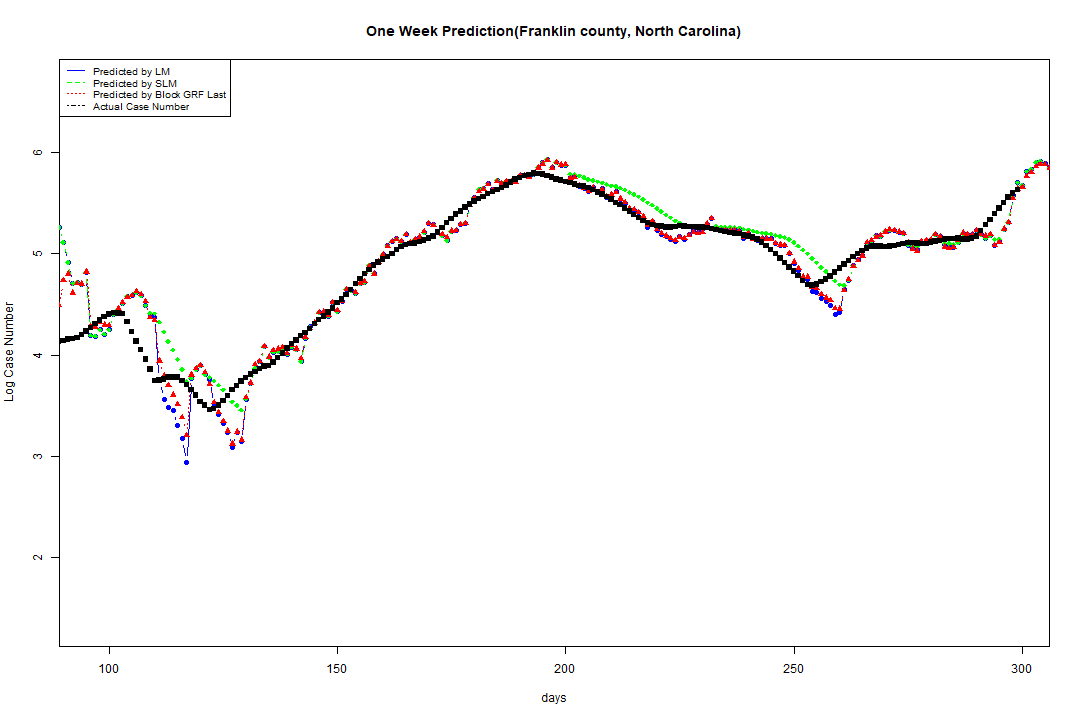 One Week Prediction(Franklin county, North Carolina)
Predicted by LM
Predicted by SLM
Predicted by Block GRF Last
Actual Case Number
6
5
4
3
2
Log Case Number
100
150
200
250
300
days